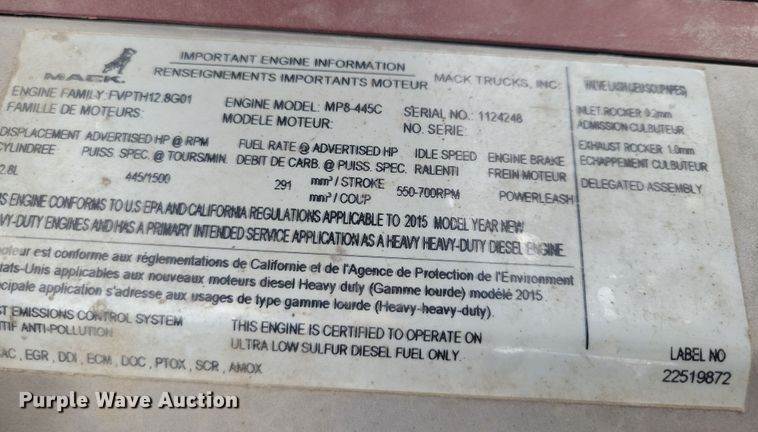 MACK.
IMPORTANT ENGINE INFORMATION
RENSEIGNEMENTS IMPORTANTS MOTEUR
MACK TRUCKS, INC.
ENGINE FAMILY: FVPTH12.8G01
FAMILLE DE MOTEURS:
ENGINE MODEL: MP8-445C
MODELE MOTEUR:
SERIAL NO.: 1124248
NO. SERIE:
DISPLACEMENT ADVERTISED HP @ RPM
CYLINDREE PUISS. SPEC. @ TOURS/MIN.
FUEL RATE @ ADVERTISED HP
DEBIT DE CARB. @ PUISS. SPEC.
IDLE SPEED
RALENTI
ENGINE BRAKE
FREIN MOTEUR
2.8L 445/1500 291 mm³ / STROKE
mm³ / COUP
550-700RPM
POWERLEASH
IS ENGINE CONFORMS TO U.S EPA AND CALIFORNIA REGULATIONS APPLICABLE TO 2015 MODEL YEAR NEW
VY-DUTY ENGINES AND HAS A PRIMARY INTENDED SERVICE APPLICATION AS A HEAVY HEAVY-DUTY DIESEL ENGINE.
oteur est conforme aux réglementations de Californie et de l'Agence de Protection de l'Environment
tats-Unis applicables aux nouveaux moteurs diesel Heavy duty (Gamme lourde) modélé 2015.
cipale application s'adresse aux usages de type gamme lourde (Heavy-heavy-duty).
ST EMISSIONS CONTROL SYSTEM
TIF ANTI-POLLUTION
AC, EGR, DDI, ECM, DOC, PTOX, SCR, AMOX
THIS ENGINE IS CERTIFIED TO OPERATE ON
ULTRA LOW SULFUR DIESEL FUEL ONLY.
VALVE LASH (JEU SOUPAPES)
INLET ROCKER 0.2mm
ADMISSION CULBUTEUR
EXHAUST ROCKER 1.0mm
ECHAPPEMENT CULBUTEUR
DELEGATED ASSEMBLY
LABEL NO
22519872
Purple Wave Auction